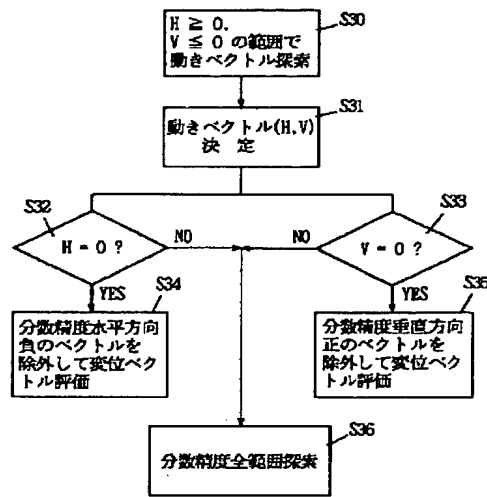 S30
H ≧ 0.
V ≦ 0 の範囲で
動きベクトル探索
S31
動きベクトル(H,V)
決 定
S32
H = 0 ?
NO
YES
S33
NO
V = 0 ?
YES
S34
分数精度水平方向
負のベクトルを
除外して変位ベク
トル評価
S35
分数精度垂直方向
正のベクトルを
除外して変位ベク
トル評価
S36
分数精度全範囲探索